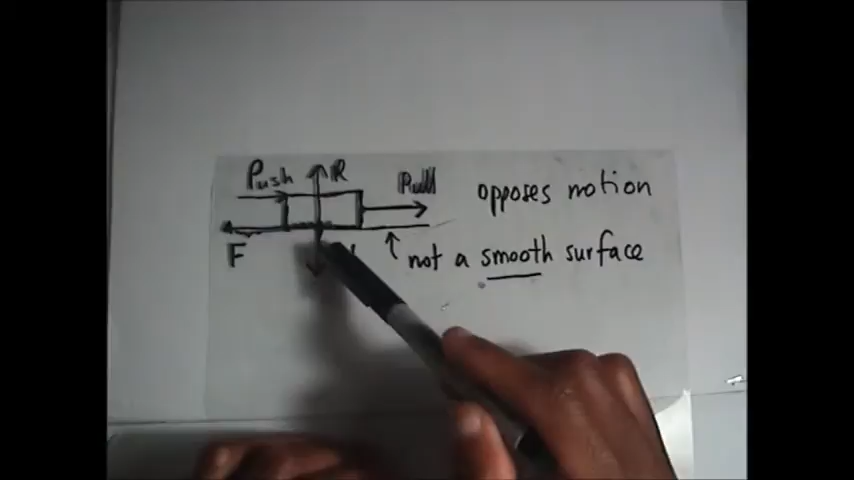 Push R Pull
opposes motion
F
not a smooth surface